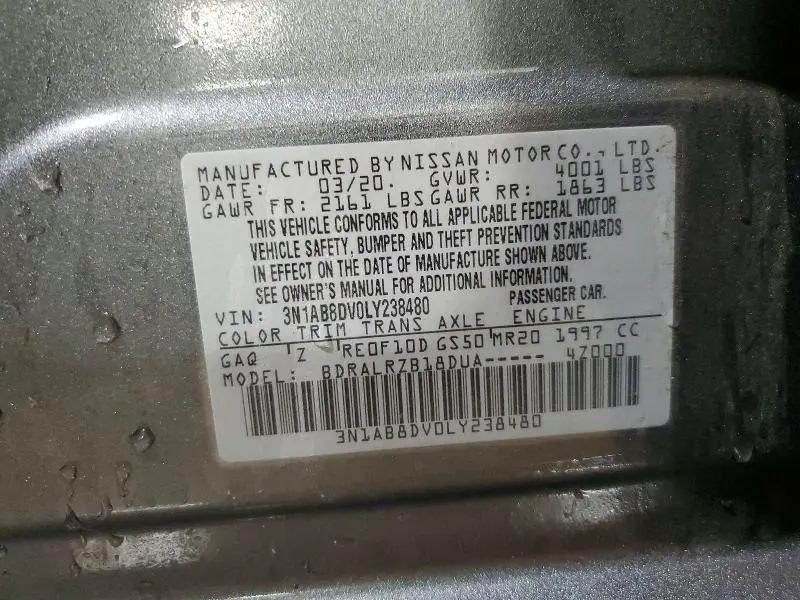 MANUFACTURED BY NISSAN MOTOR CO., LTD.
DATE: 03/20. GVWR: 4001 LBS
GAWR FR: 2161 LBS GAWR RR: 1863 LBS
THIS VEHICLE CONFORMS TO ALL APPLICABLE FEDERAL MOTOR
VEHICLE SAFETY, BUMPER AND THEFT PREVENTION STANDARDS
IN EFFECT ON THE DATE OF MANUFACTURE SHOWN ABOVE.
SEE OWNER'S MANUAL FOR ADDITIONAL INFORMATION.
VIN: 3N1AB8DV0LY238480 PASSENGER CAR.
COLOR TRIM TRANS AXLE ENGINE
GAQ Z RE0F10D GS50 MR20 1997 CC
MODEL: BDRALRZB18DUA----- 4Z000
3N1AB8DV0LY238480